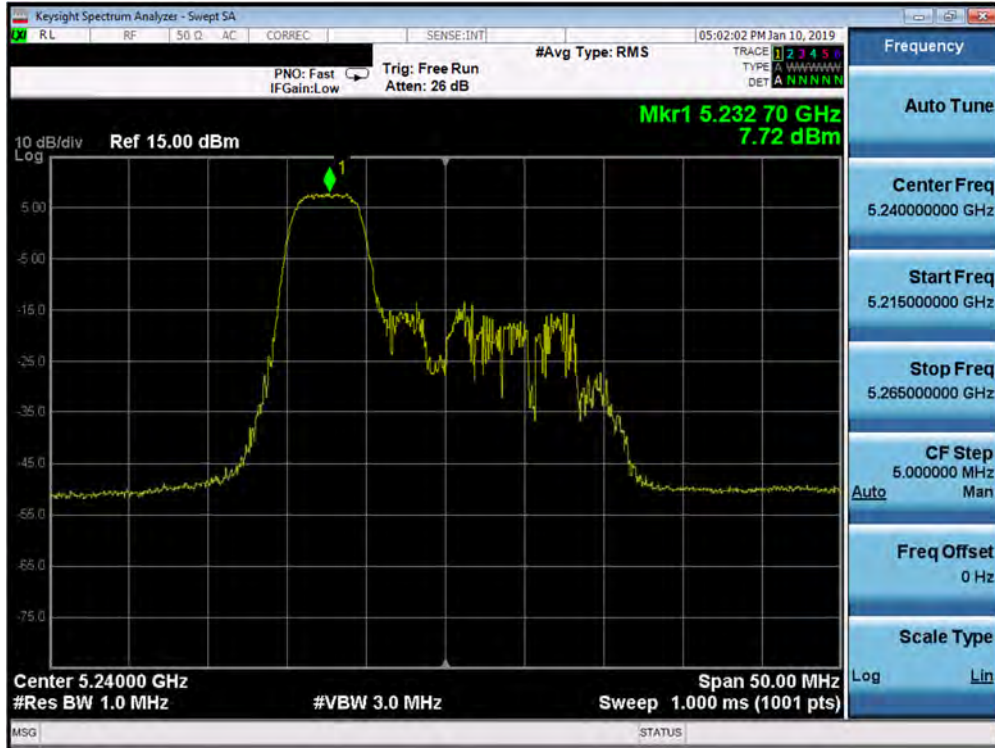 Keysight Spectrum Analyzer - Swept SA
LXI RL RF 50 Ω AC CORREC SENSE:INT 05:02:02 PM Jan 10, 2019
#Avg Type: RMS
TRACE 1 2 3 4 5 6
PNO: Fast Trig: Free Run
TYPE A WWWWW
IFGain:Low Atten: 26 dB
DET A N N N N N
Mkr1 5.232 70 GHz
7.72 dBm
10 dB/div Ref 15.00 dBm
Log
1
5.00
-5.00
-15.0
-25.0
-35.0
-45.0
-55.0
-65.0
-75.0
Center 5.24000 GHz Span 50.00 MHz
#Res BW 1.0 MHz #VBW 3.0 MHz Sweep 1.000 ms (1001 pts)
MSG STATUS
Frequency
Auto Tune
Center Freq
5.240000000 GHz
Start Freq
5.215000000 GHz
Stop Freq
5.265000000 GHz
CF Step
5.000000 MHz
Auto Man
Freq Offset
0 Hz
Scale Type
Log Lin